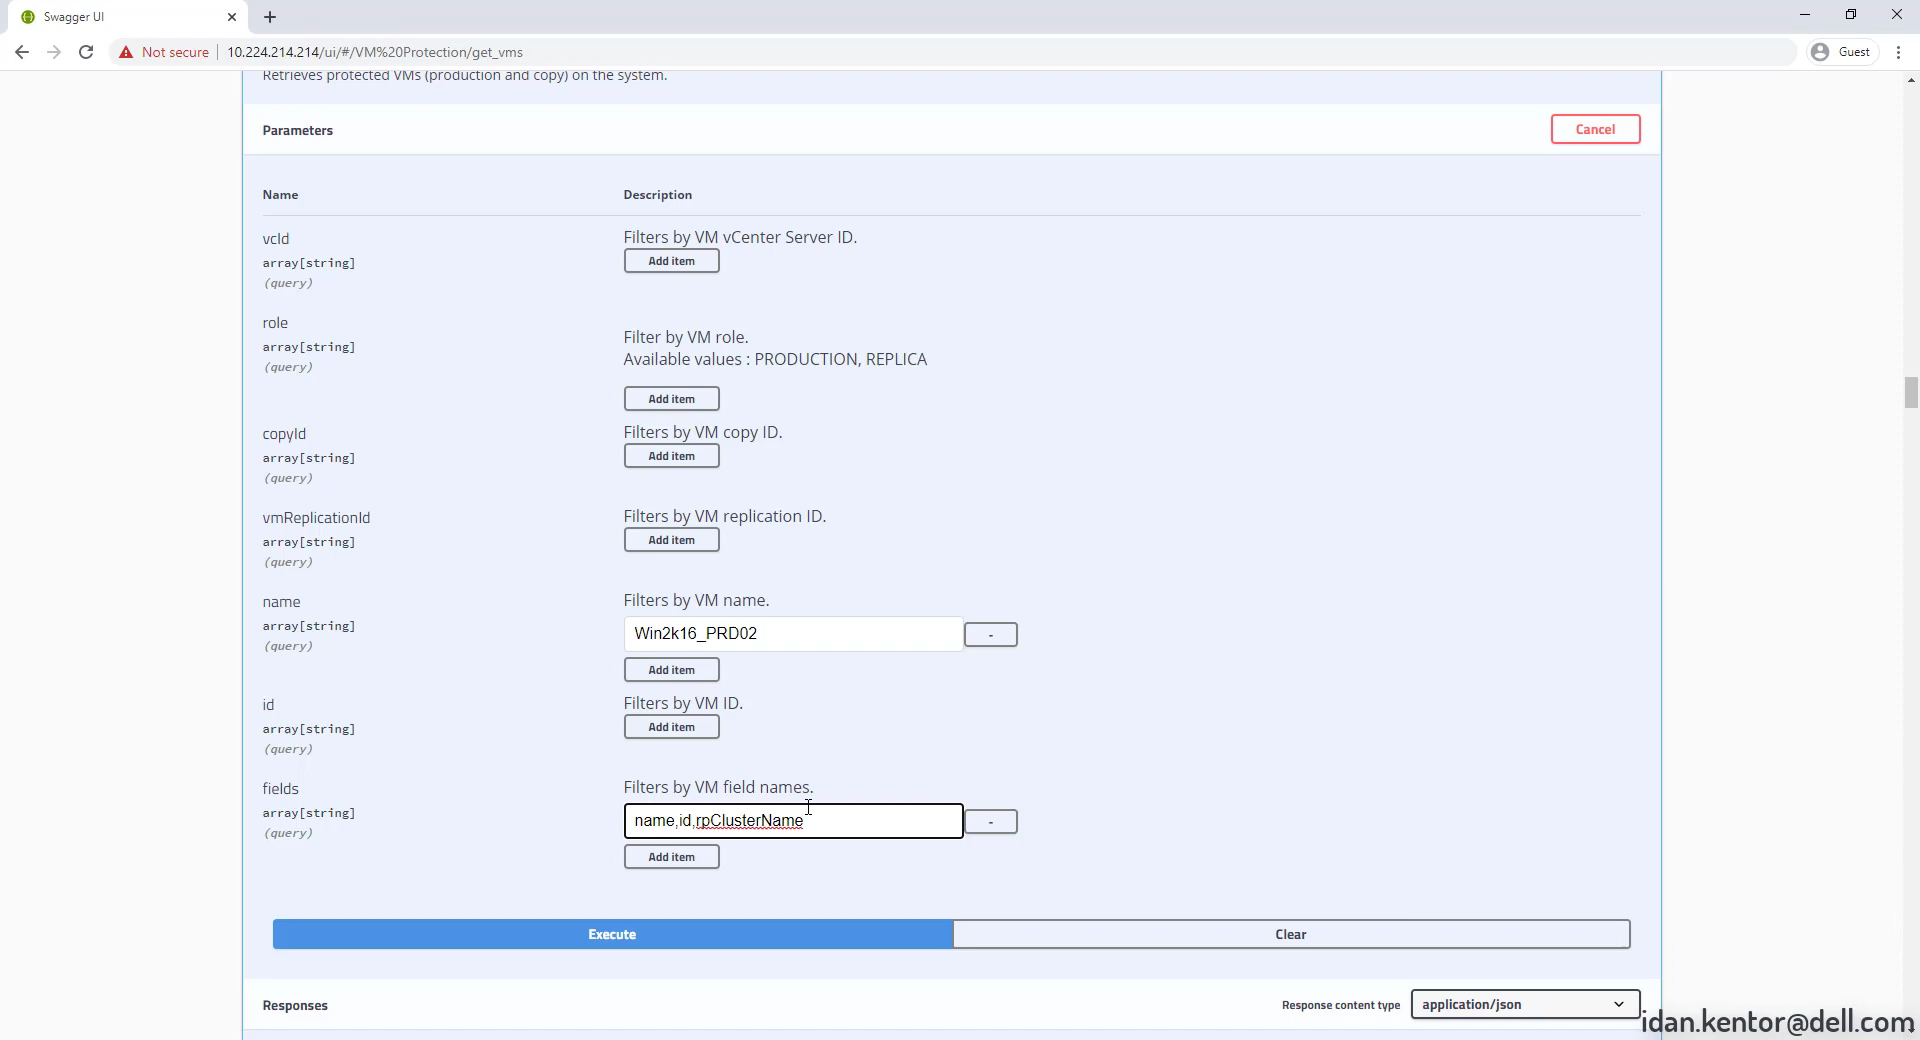 Swagger UI
Not secure
10.224.214.214/ui/#/VM%20Protection/get_vms
Guest
Retrieves protected VMs (production and copy) on the system.
Parameters
Cancel
Name
Description
vcId
array[string]
(query)
Filters by VM vCenter Server ID.
Add item
role
array[string]
(query)
Filter by VM role.
Available values : PRODUCTION, REPLICA
Add item
copyId
array[string]
(query)
Filters by VM copy ID.
Add item
vmReplicationId
array[string]
(query)
Filters by VM replication ID.
Add item
name
array[string]
(query)
Filters by VM name.
Win2k16_PRD02
-
Add item
id
array[string]
(query)
Filters by VM ID.
Add item
fields
array[string]
(query)
Filters by VM field names.
name,id,rpClusterName
-
Add item
Execute
Clear
Responses
Response content type
application/json
idan.kentor@dell.com